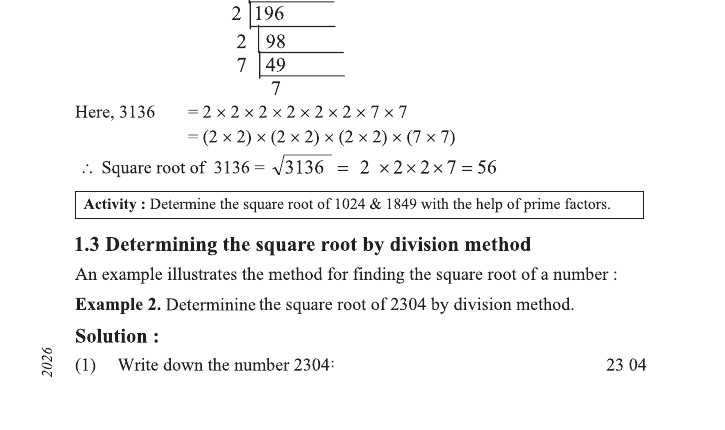 2 196
2 98
7 49
7
Here, 3136 = 2 × 2 × 2 × 2 × 2 × 2 × 7 × 7
= (2 × 2) × (2 × 2) × (2 × 2) × (7 × 7)
∴ Square root of 3136 = √3136 = 2 × 2 × 2 × 7 = 56
Activity : Determine the square root of 1024 & 1849 with the help of prime factors.
1.3 Determining the square root by division method
An example illustrates the method for finding the square root of a number :
Example 2. Determinine the square root of 2304 by division method.
Solution :
(1) Write down the number 2304: 23 04
2026